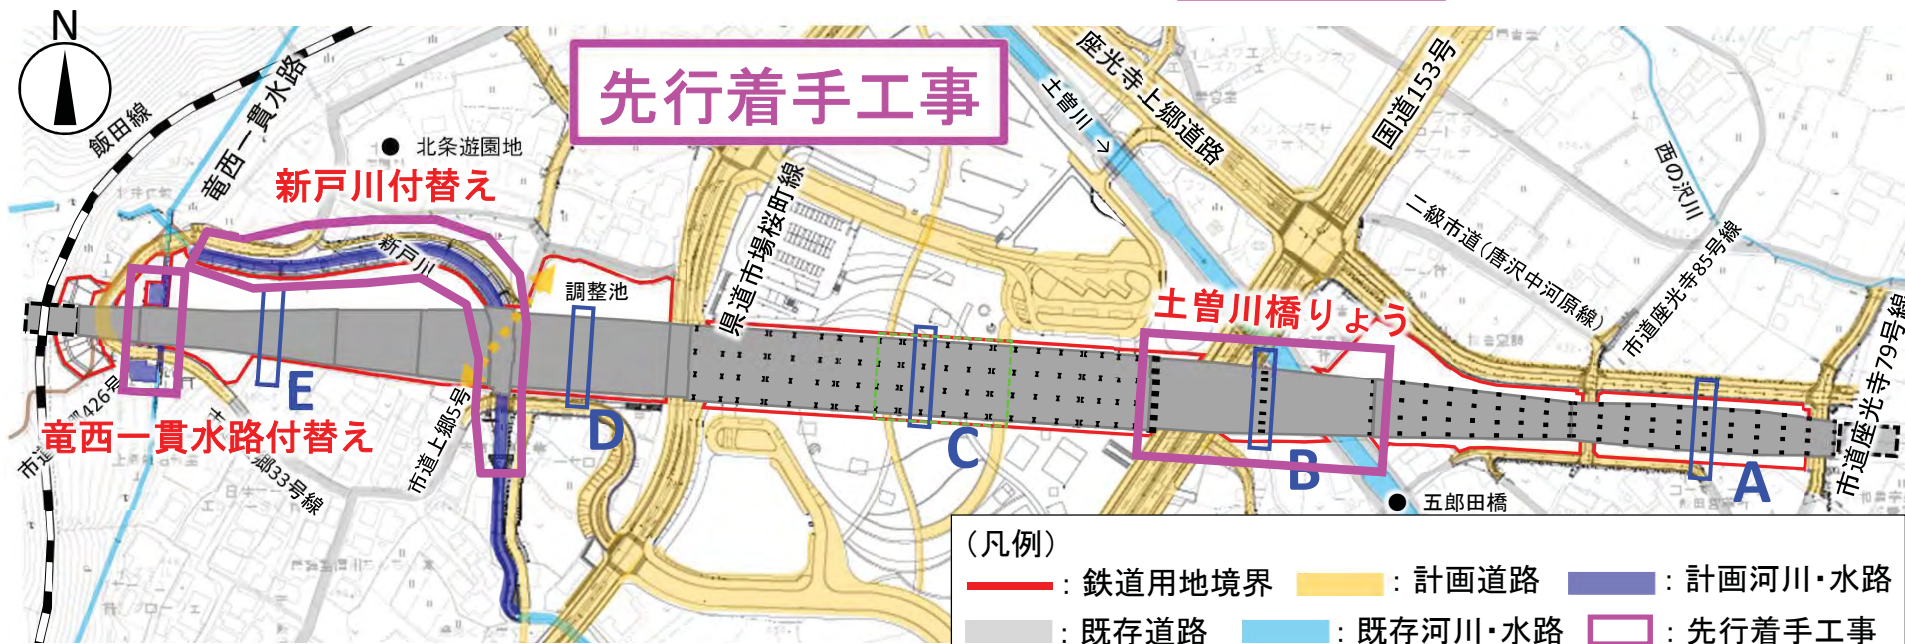 N
先行着手工事
飯田線
竜西一貫水路
北条遊園地
新戸川付替え
新戸川
調整池
県道市場桜町線
土曽川
座光寺上郷道路
国道153号
西の沢川
二級市道(唐沢中河原線)
市道座光寺85号線
市道座光寺79号線
土曽川橋りょう
竜西一貫水路付替え
市道上郷5号
郷33号線
E
D
C
B
A
五郎田橋
(凡例)
:鉄道用地境界
:計画道路
:計画河川・水路
:既存道路
:既存河川・水路
:先行着手工事